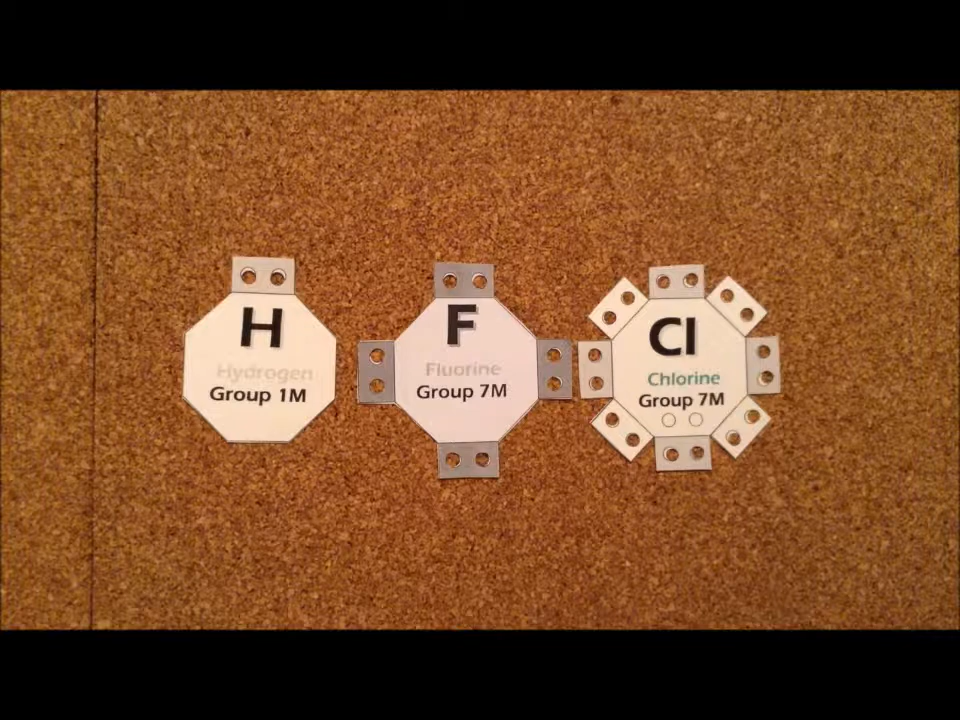 H
Hydrogen
Group 1M
F
Fluorine
Group 7M
Cl
Chlorine
Group 7M